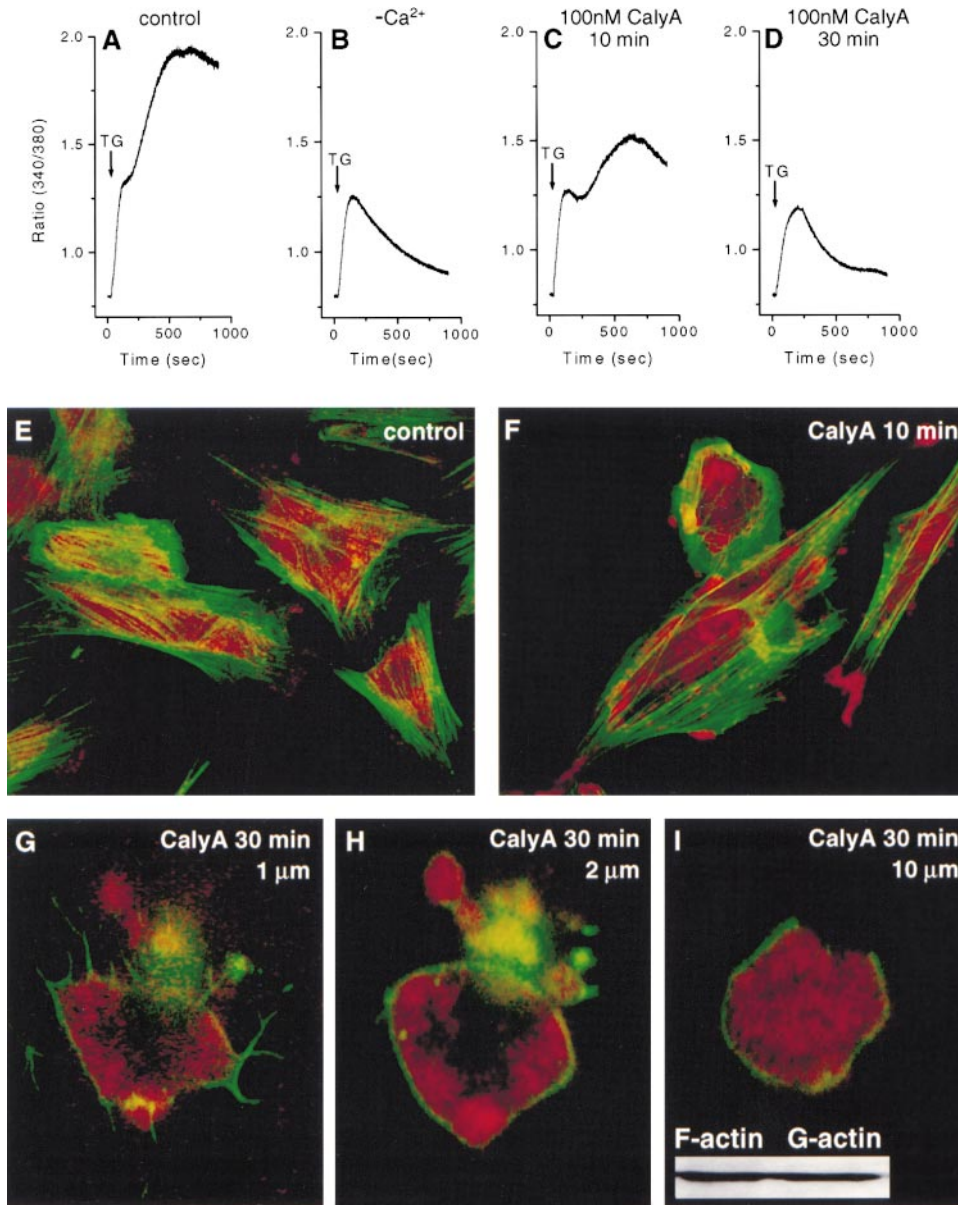 A control
B -Ca²⁺
C 100nM CalyA
10 min
D 100nM CalyA
30 min
Ratio (340/380)
2.0
1.5
1.0
TG
0 500 1000
Time (sec)
2.0
1.5
1.0
TG
0 500 1000
Time(sec)
2.0
1.5
1.0
TG
0 500 1000
Time (sec)
2.0
1.5
1.0
TG
0 500 1000
Time (sec)
E control
F CalyA 10 min
G CalyA 30 min
1 μm
H CalyA 30 min
2 μm
I CalyA 30 min
10 μm
F-actin G-actin